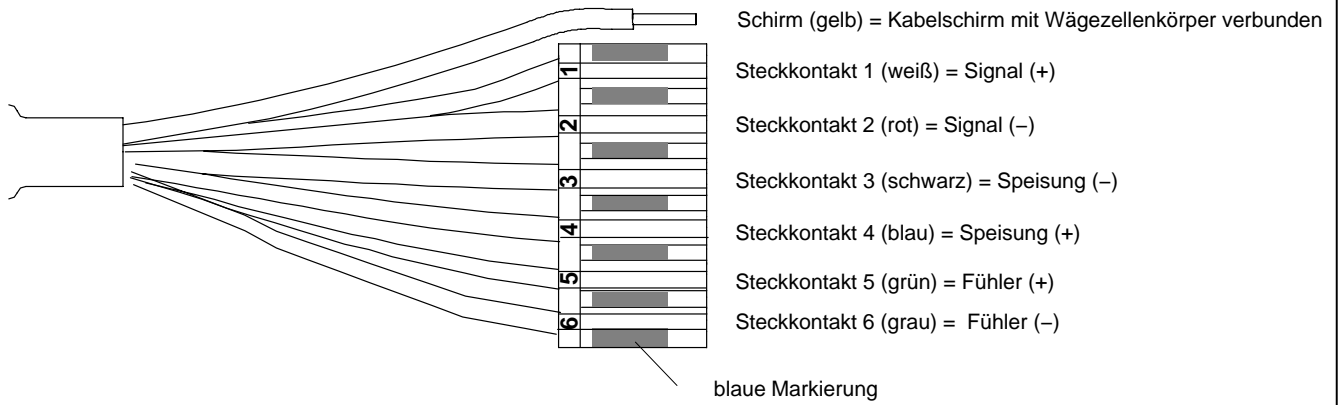 Schirm (gelb) = Kabelschirm mit Wägezellenkörper verbunden
1
Steckkontakt 1 (weiß) = Signal (+)
2
Steckkontakt 2 (rot) = Signal (−)
3
Steckkontakt 3 (schwarz) = Speisung (−)
4
Steckkontakt 4 (blau) = Speisung (+)
5
Steckkontakt 5 (grün) = Fühler (+)
6
Steckkontakt 6 (grau) = Fühler (−)
blaue Markierung